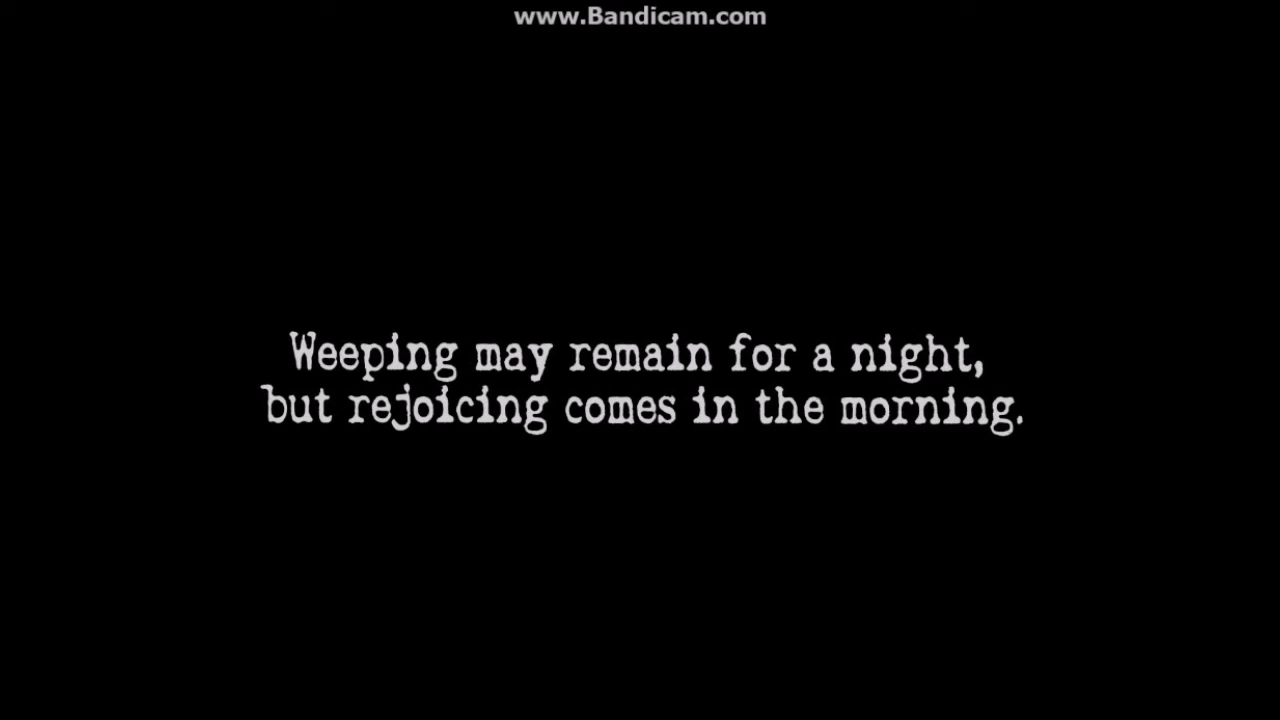 www.Bandicam.com
Weeping may remain for a night,
but rejoicing comes in the morning.